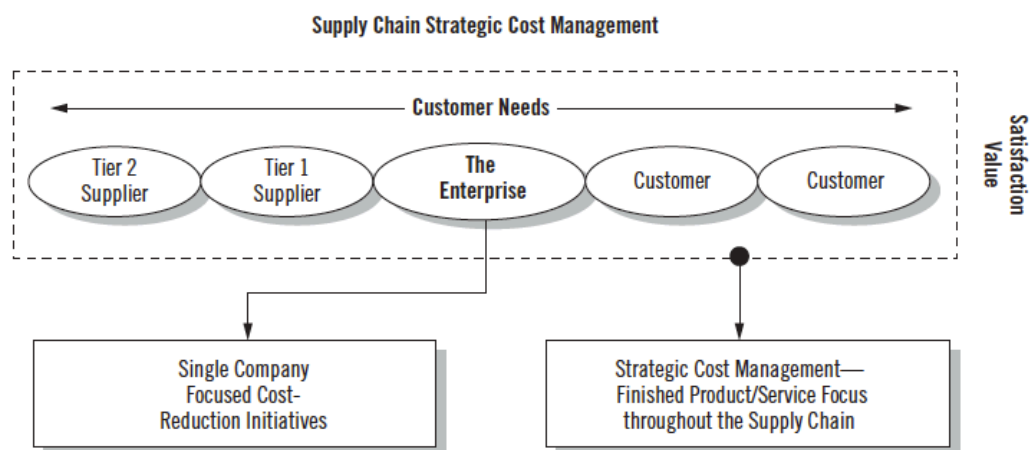 Supply Chain Strategic Cost Management
Customer Needs
Tier 2
Supplier
Tier 1
Supplier
The
Enterprise
Customer
Customer
Satisfaction
Value
Single Company
Focused Cost-
Reduction Initiatives
Strategic Cost Management—
Finished Product/Service Focus
throughout the Supply Chain